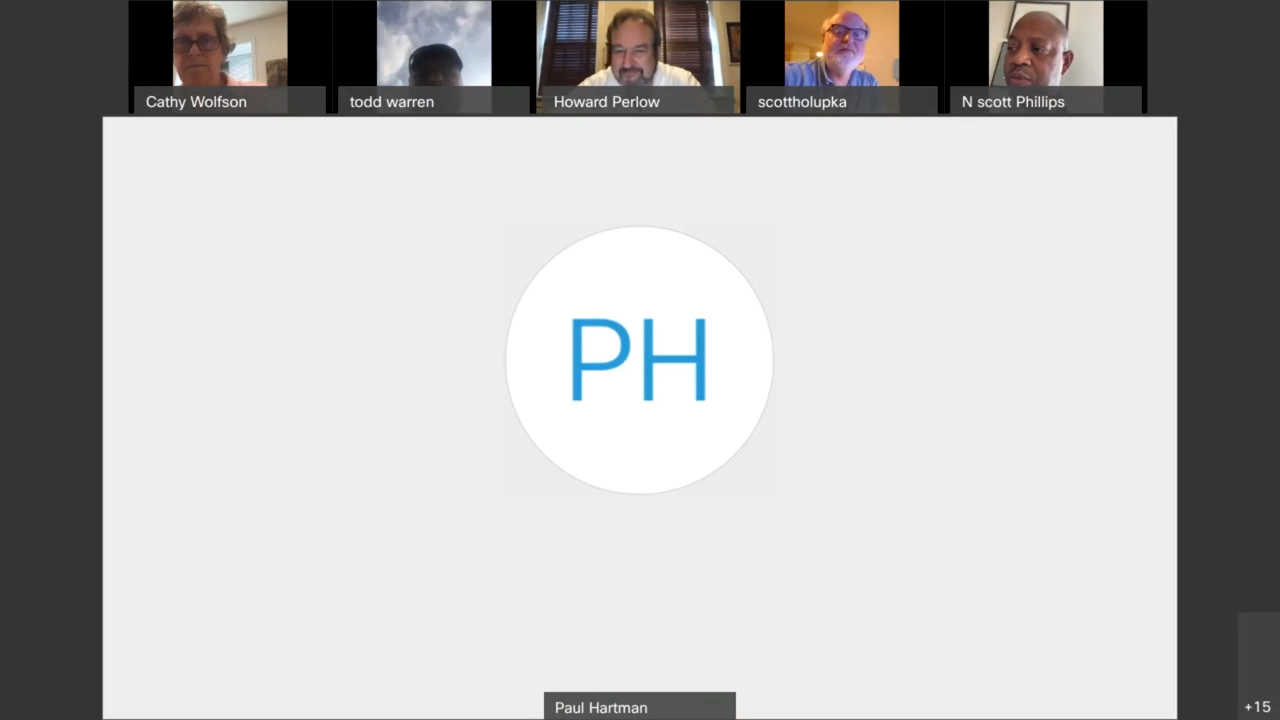 Cathy Wolfson
todd warren
Howard Perlow
scottholupka
N scott Phillips
PH
Paul Hartman
+15